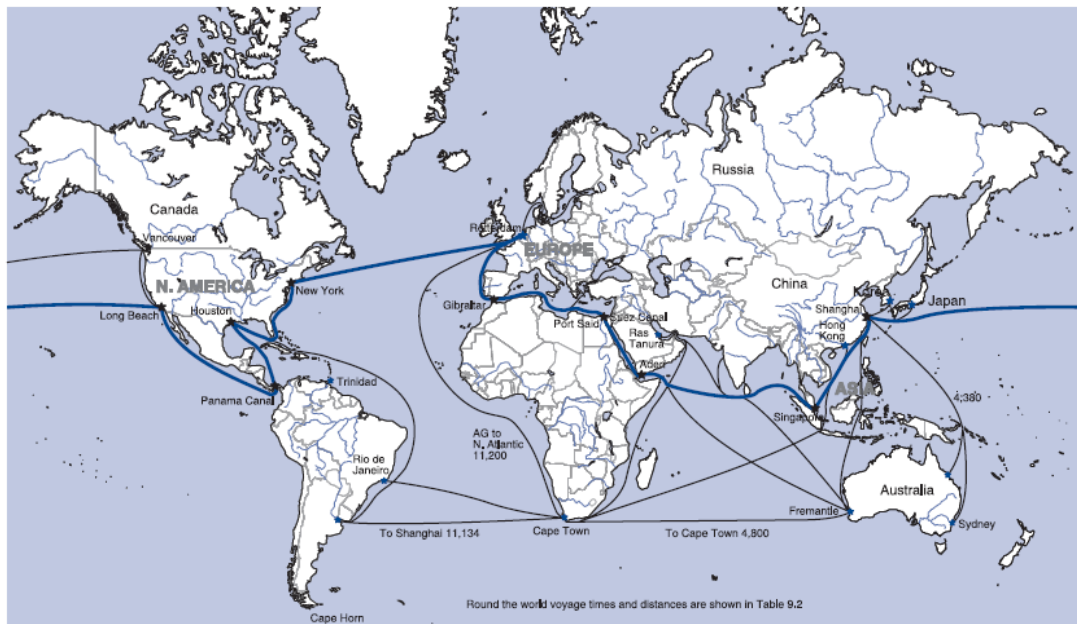 Russia
Canada
Vancouver
Rotterdam
EUROPE
N. AMERICA
New York
China
Korea
Japan
Shanghai
Long Beach
Houston
Gibraltar
Port Said
Suez Canal
Ras
Tanura
Hong
Kong
Aden
Trinidad
Panama Canal
ASIA
Singapore
4,380
AG to
N. Atlantic
11,200
Rio de
Janeiro
Australia
Fremantle
Sydney
To Shanghai 11,134
Cape Town
To Cape Town 4,800
Round the world voyage times and distances are shown in Table 9.2
Cape Horn